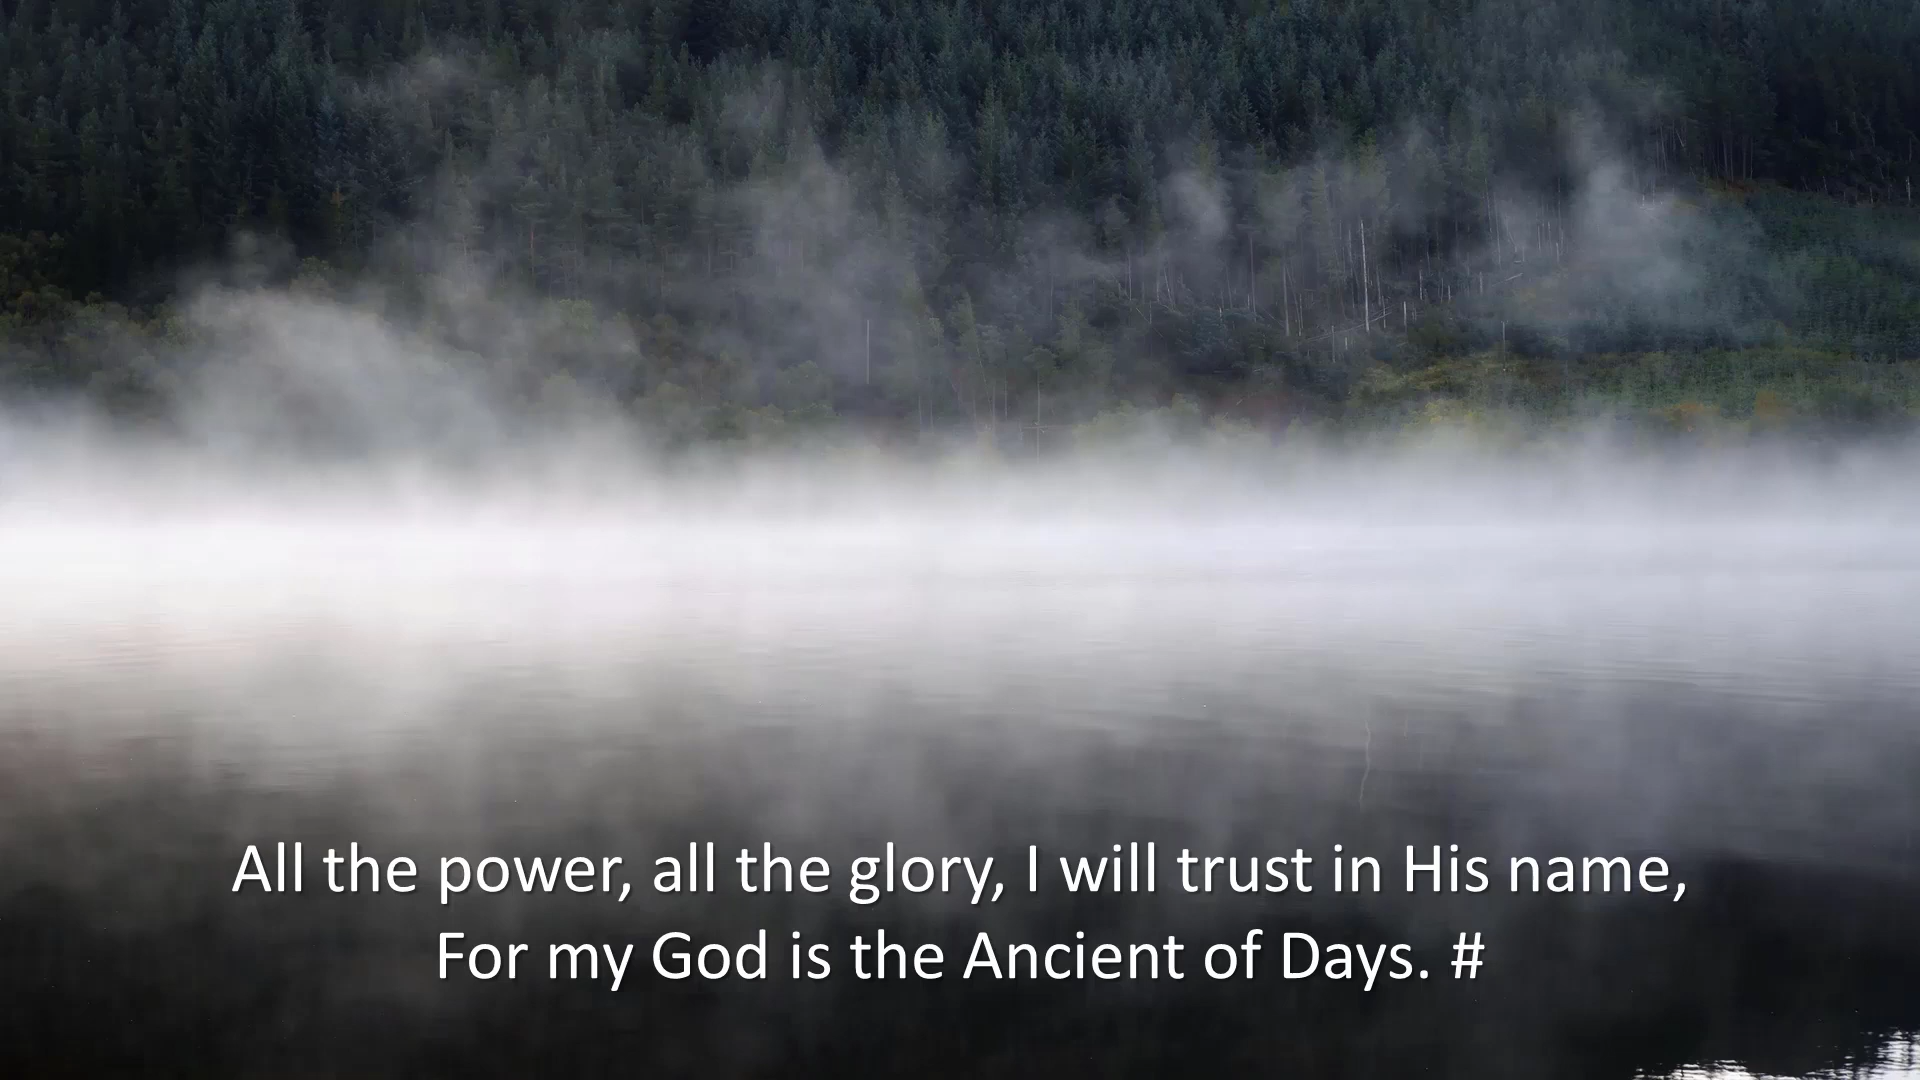 All the power, all the glory, I will trust in His name,
For my God is the Ancient of Days. #